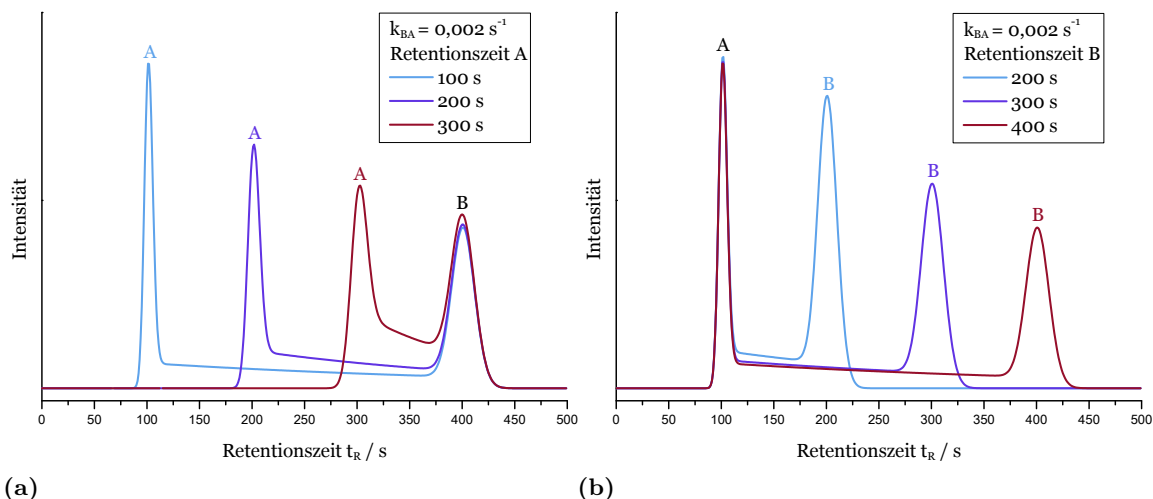 k_BA = 0,002 s⁻¹
Retentionszeit A
100 s
200 s
300 s
A
A
A
B
Intensität
0 50 100 150 200 250 300 350 400 450 500
Retentionszeit t_R / s
(a)
k_BA = 0,002 s⁻¹
Retentionszeit B
200 s
300 s
400 s
A
B
B
B
Intensität
0 50 100 150 200 250 300 350 400 450 500
Retentionszeit t_R / s
(b)